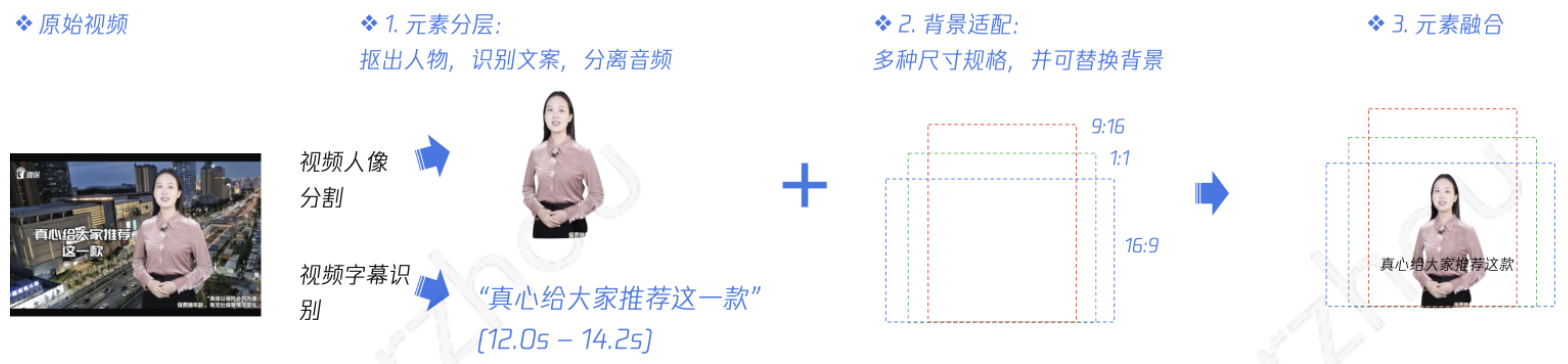 ❖ 原始视频
❖ 1. 元素分层:
抠出人物，识别文案，分离音频
❖ 2. 背景适配:
多种尺寸规格，并可替换背景
❖ 3. 元素融合
微保
真心给大家推荐
这一款
视频人像
分割
视频字幕识
别
“真心给大家推荐这一款”
(12.0s – 14.2s)
+
9:16
1:1
16:9
真心给大家推荐这款